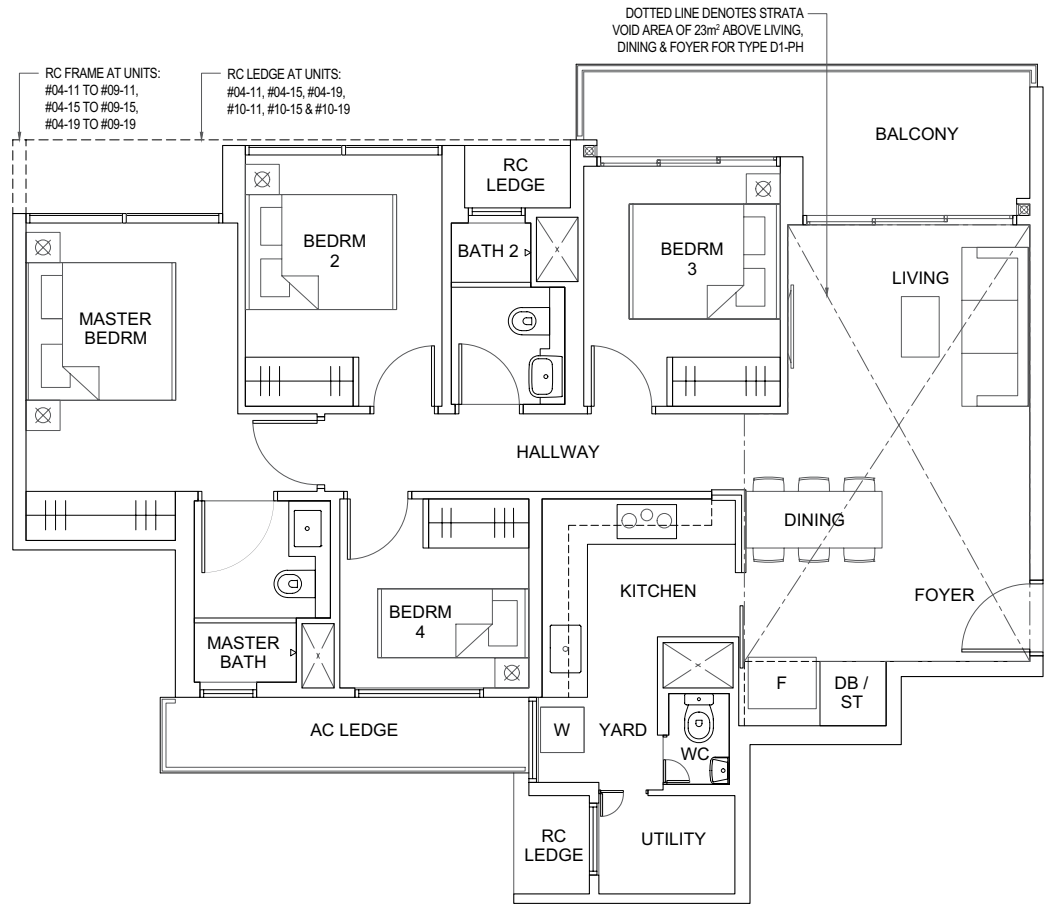 DOTTED LINE DENOTES STRATA
VOID AREA OF 23m² ABOVE LIVING,
DINING & FOYER FOR TYPE D1-PH
RC FRAME AT UNITS:
#04-11 TO #09-11,
#04-15 TO #09-15,
#04-19 TO #09-19
RC LEDGE AT UNITS:
#04-11, #04-15, #04-19,
#10-11, #10-15 & #10-19
BALCONY
RC
LEDGE
BEDRM
2
BATH 2
BEDRM
3
LIVING
MASTER
BEDRM
HALLWAY
DINING
KITCHEN
FOYER
BEDRM
4
MASTER
BATH
F
DB /
ST
AC LEDGE
W
YARD
WC
RC
LEDGE
UTILITY